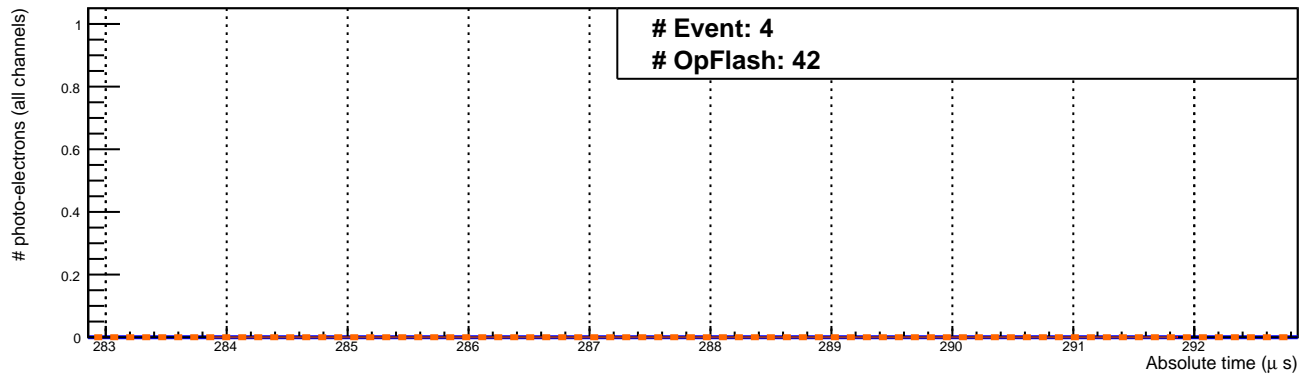 # Event: 4
# OpFlash: 42
# photo-electrons (all channels)
1
0.8
0.6
0.4
0.2
0
283 284 285 286 287 288 289 290 291 292
Absolute time (μ s)